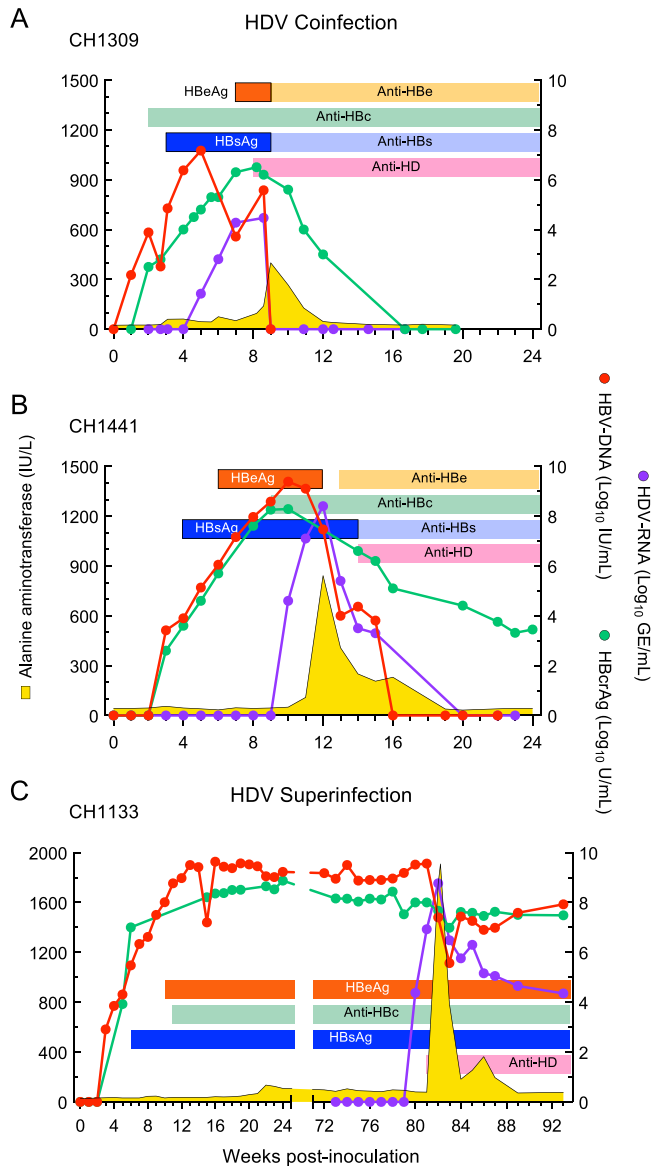 A
HDV Coinfection
CH1309
1500 10
HBeAg Anti-HBe
Anti-HBc
1200 8
HBsAg Anti-HBs
Anti-HD
900 6
600 4
300 2
0 0
0 4 8 12 16 20 24
B
CH1441
1500 10
HBeAg Anti-HBe
Anti-HBc
1200 8
HBsAg Anti-HBs
Anti-HD
900 6
600 4
300 2
0 0
0 4 8 12 16 20 24
Alanine aminotransferase (IU/L)
HBV-DNA (Log10 IU/mL)
HBcrAg (Log10 U/mL)
HDV-RNA (Log10 GE/mL)
C
HDV Superinfection
CH1133
2000 10
1600 8
1200 6
HBeAg
Anti-HBc
800 4
HBsAg
400 2
Anti-HD
0 0
0 4 8 12 16 20 24 72 76 80 84 88 92
Weeks post-inoculation